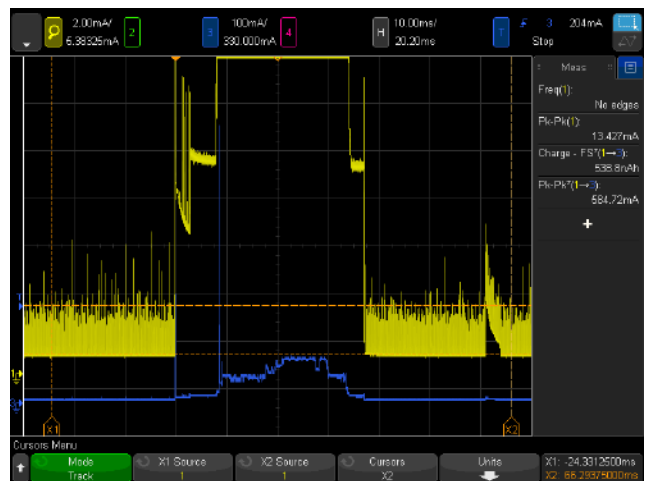 2.00mA/ 2 3 100mA/ 4 H 10.00ms/ T 3 204mA
6.38325mA 330.000mA 20.20ms Stop
Meas
Freq(1):
No edges
Pk-Pk(1):
13.427mA
Charge - FS*(1→3):
538.8nAh
Pk-Pk*(1→3):
584.72mA
+
T
X1 X2
Cursors Menu
Mode X1 Source X2 Source Cursors Units X1: -24.3312500ms
Track 1 1 X2 X2: 66.29375000ms